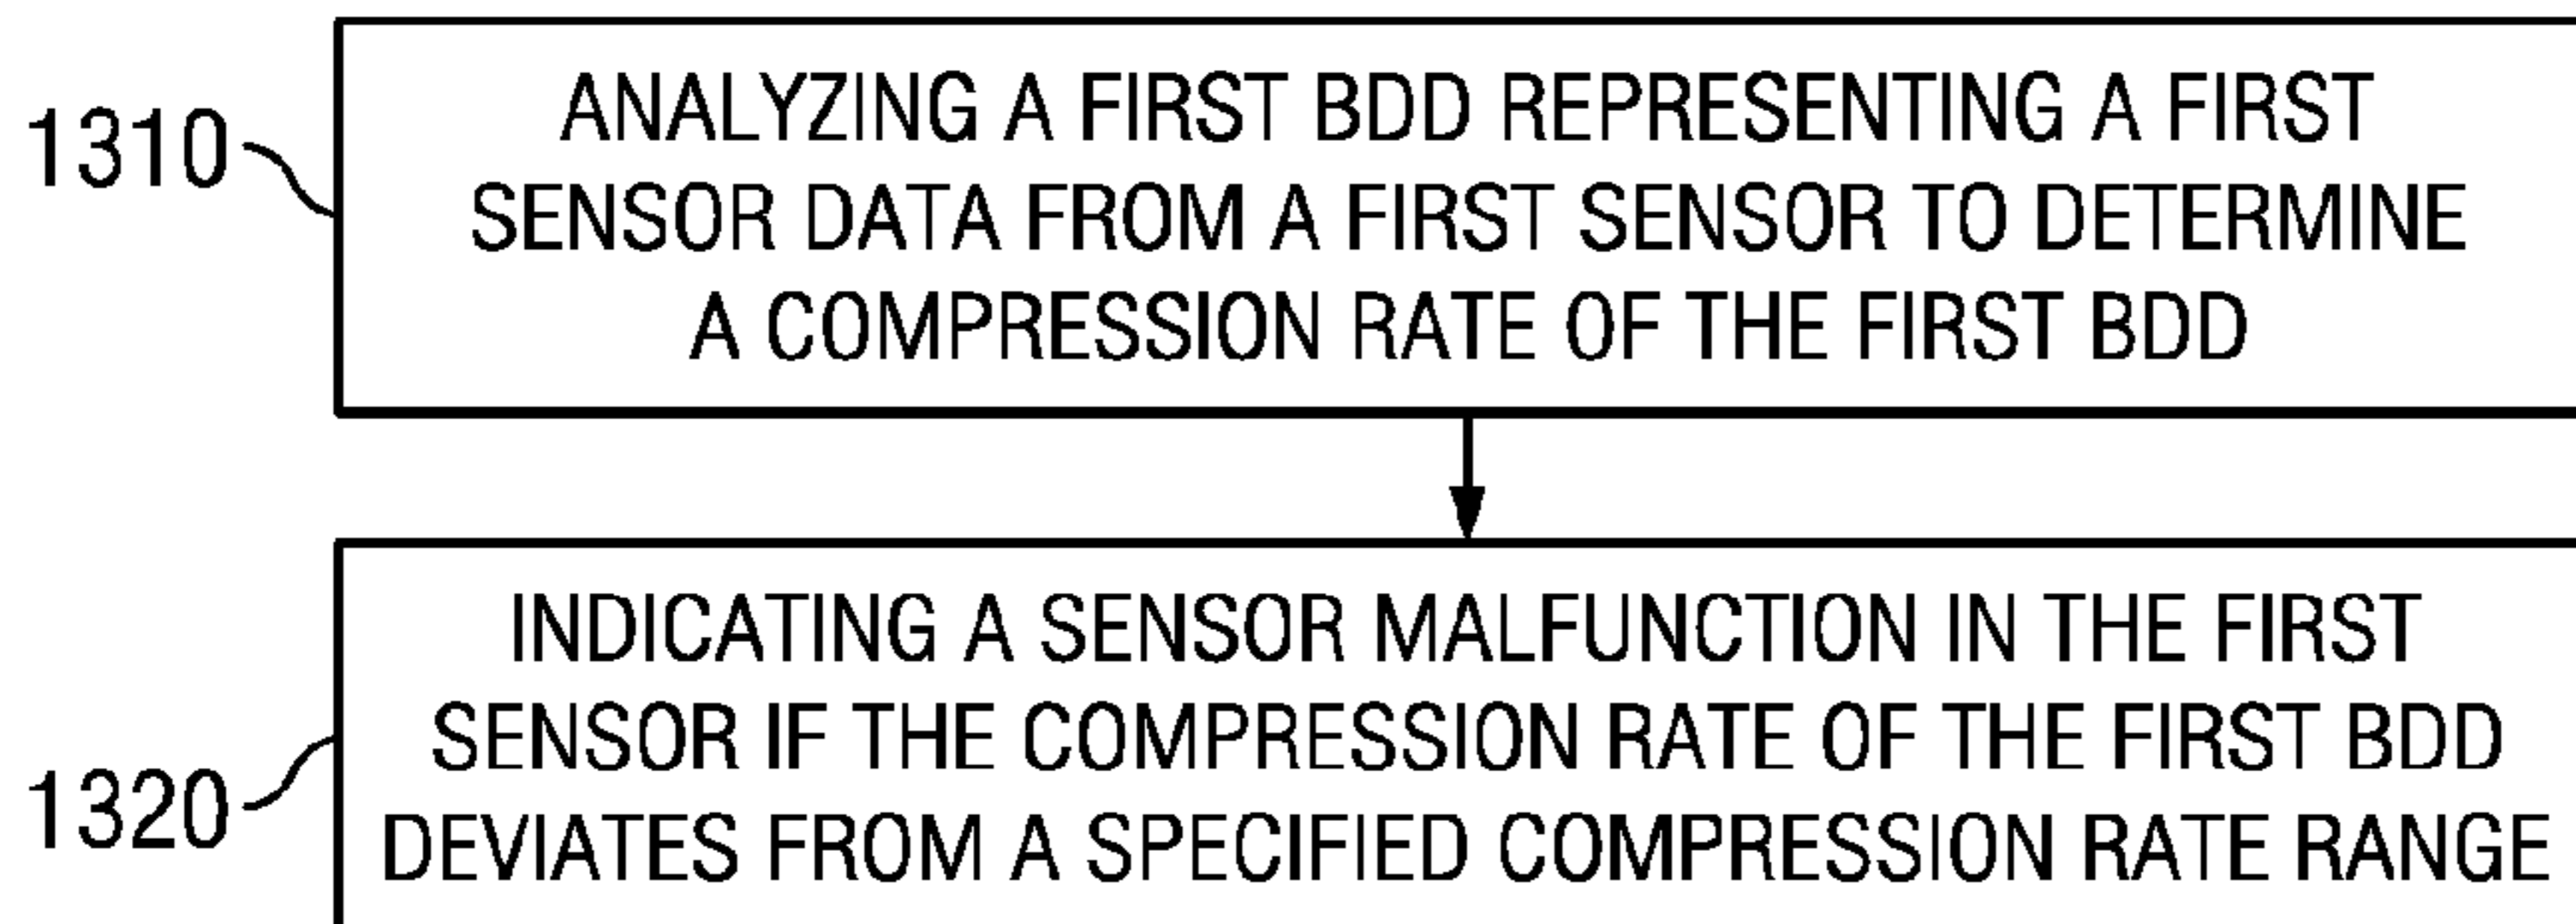 1310
ANALYZING A FIRST BDD REPRESENTING A FIRST
SENSOR DATA FROM A FIRST SENSOR TO DETERMINE
A COMPRESSION RATE OF THE FIRST BDD
1320
INDICATING A SENSOR MALFUNCTION IN THE FIRST
SENSOR IF THE COMPRESSION RATE OF THE FIRST BDD
DEVIATES FROM A SPECIFIED COMPRESSION RATE RANGE